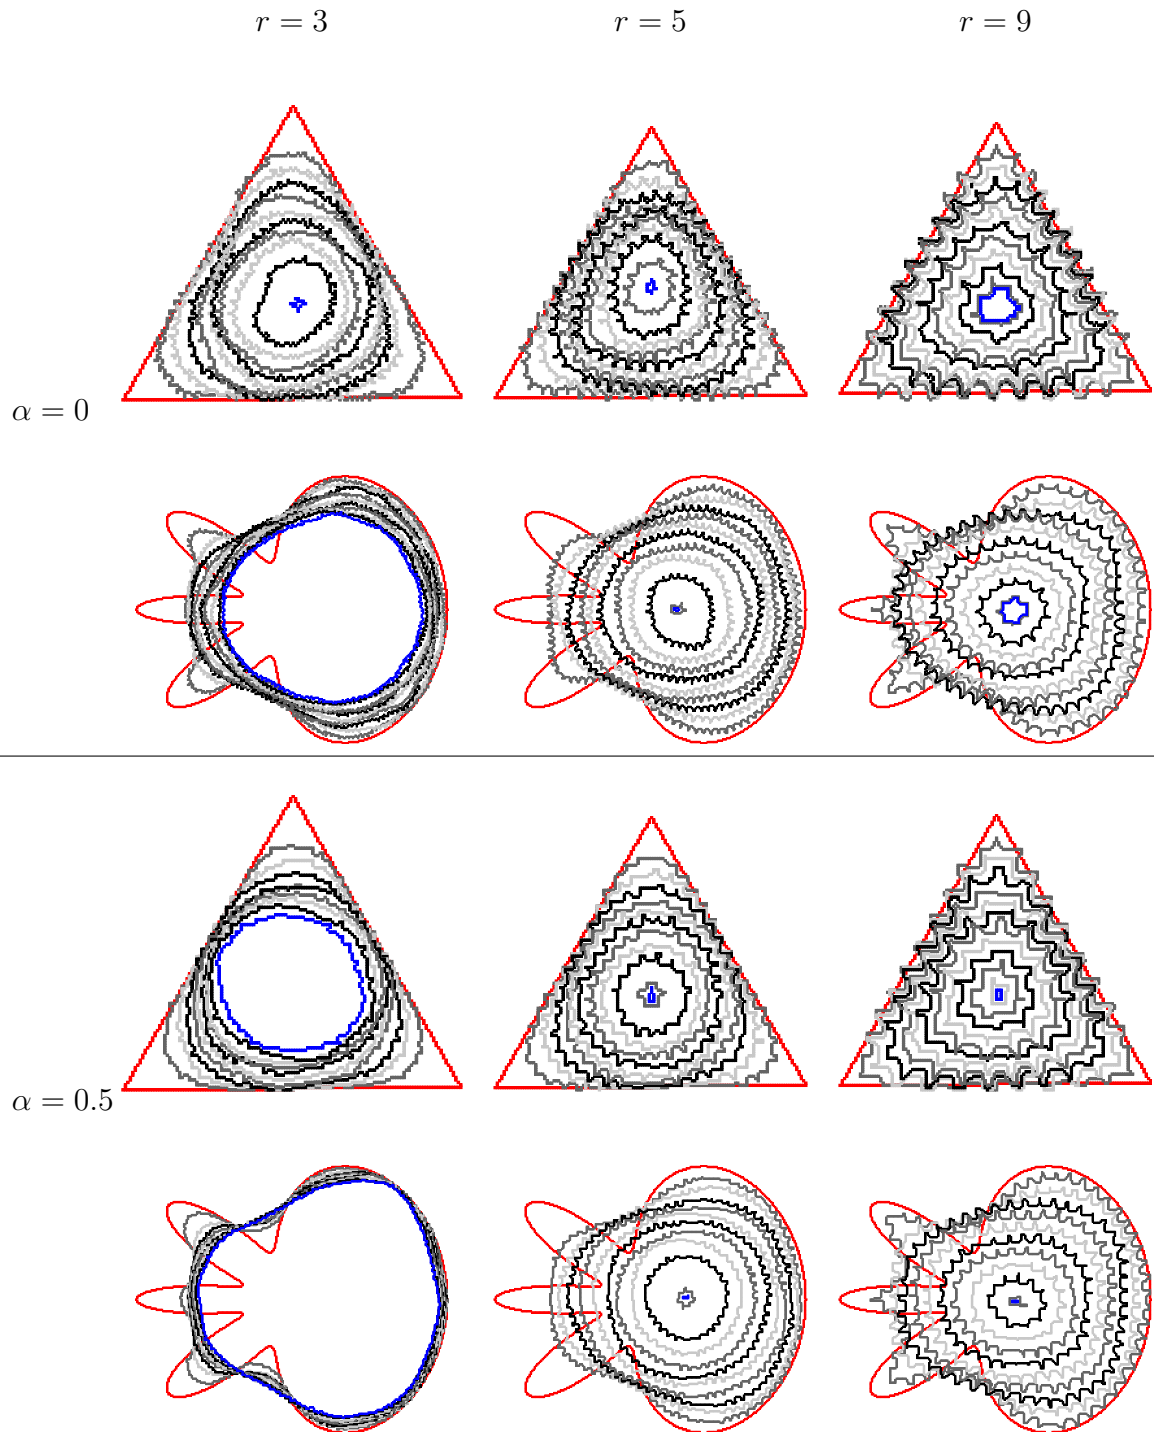 r = 3 r = 5 r = 9
α = 0
α = 0.5